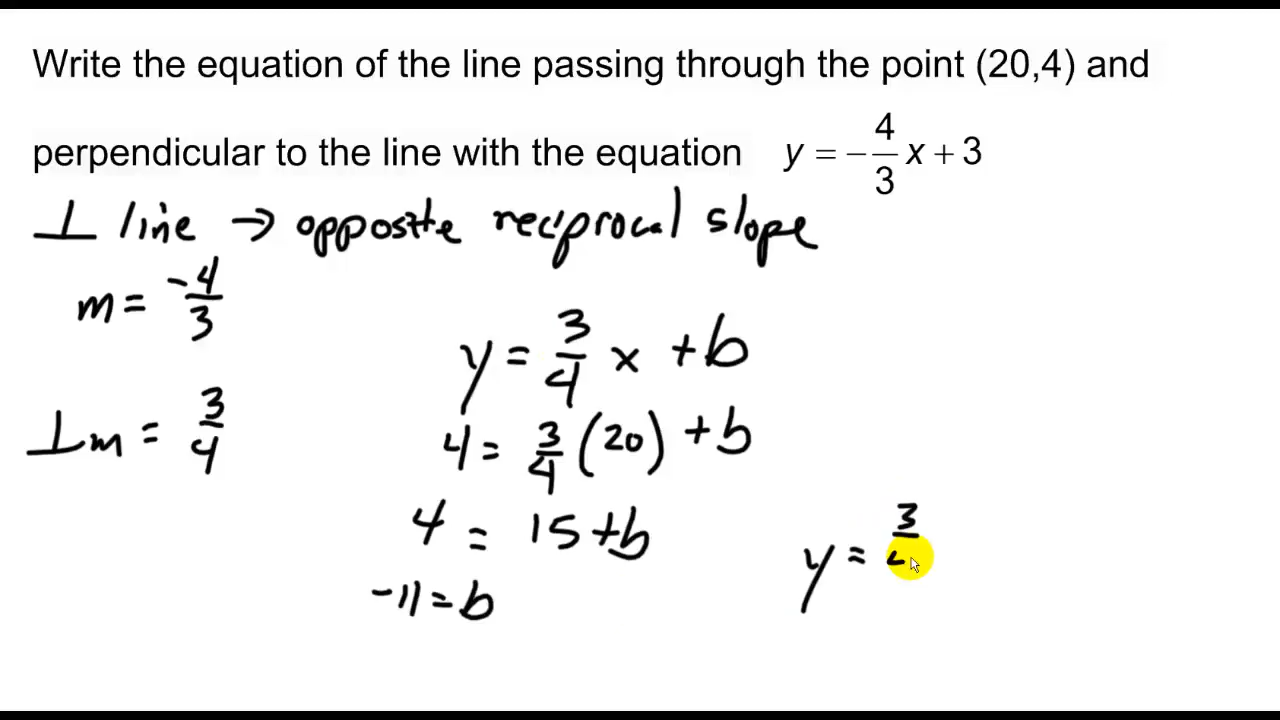 Write the equation of the line passing through the point (20,4) and
perpendicular to the line with the equation y = -4/3 x + 3
⊥ line → opposite reciprocal slope
m = -4/3
y = 3/4 x + b
⊥m = 3/4
4 = 3/4 (20) + b
4 = 15 + b
-11 = b
y = 3/